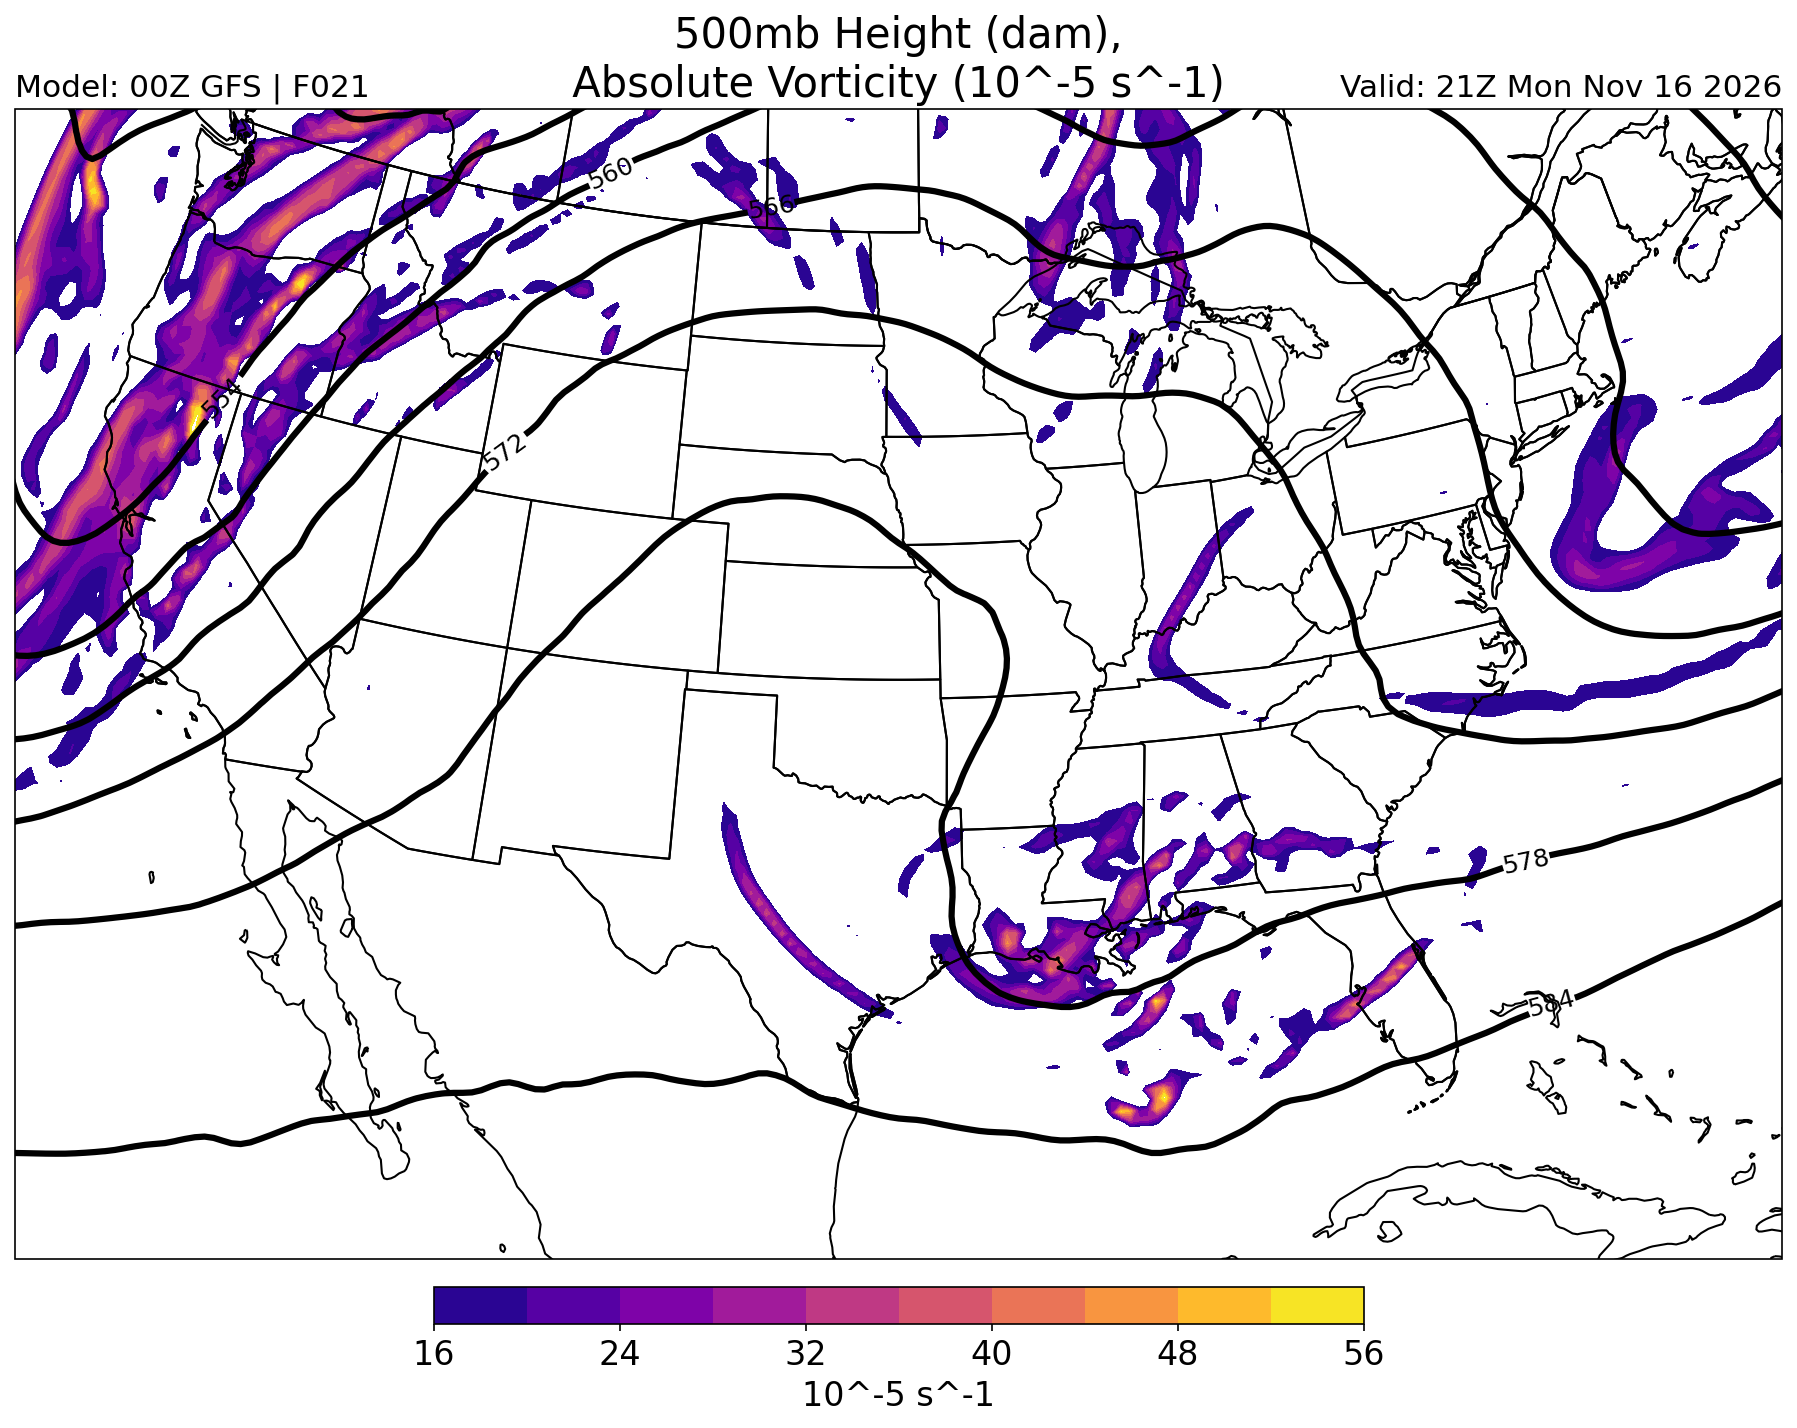 500mb Height (dam),
Model: 00Z GFS | F021
Absolute Vorticity (10^-5 s^-1)
Valid: 21Z Mon Nov 16 2026
560
566
554
572
578
584
16 24 32 40 48 56
10^-5 s^-1